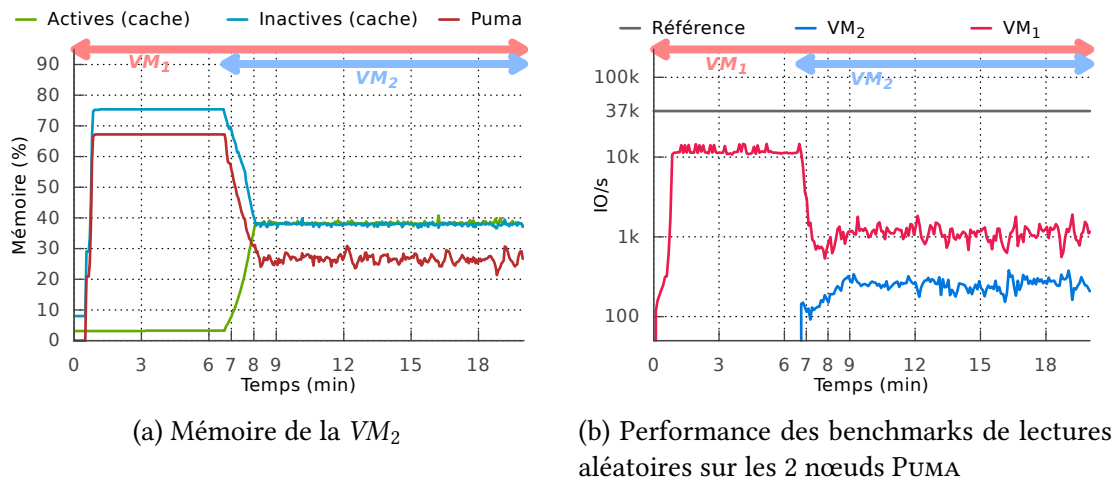 Actives (cache) Inactives (cache) Puma
VM1
VM2
90
80
70
60
50
40
30
20
10
0
Mémoire (%)
0 1 3 6 7 8 9 12 15 18
Temps (min)
(a) Mémoire de la VM2
Référence VM2 VM1
VM1
VM2
100k
37k
10k
1k
100
IO/s
0 1 3 6 7 8 9 12 15 18
Temps (min)
(b) Performance des benchmarks de lectures
aléatoires sur les 2 nœuds PUMA